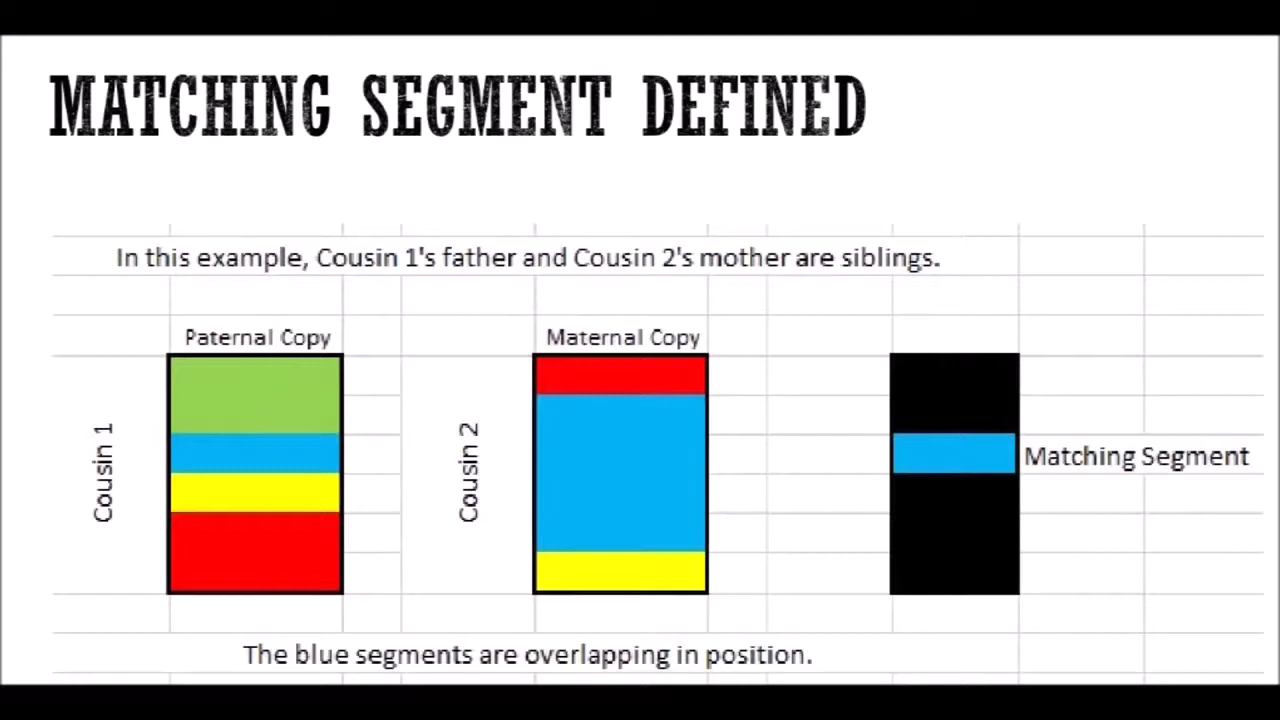 MATCHING SEGMENT DEFINED
In this example, Cousin 1's father and Cousin 2's mother are siblings.
Paternal Copy
Maternal Copy
Cousin 1
Cousin 2
Matching Segment
The blue segments are overlapping in position.